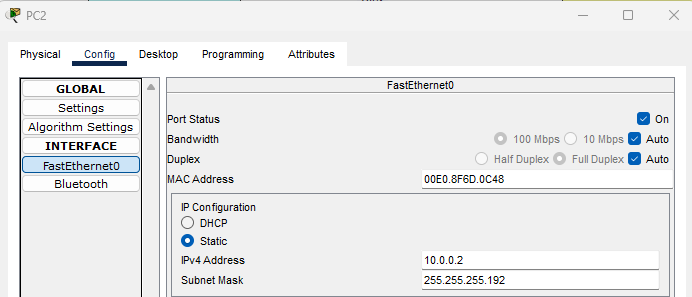 PC2
Physical Config Desktop Programming Attributes
GLOBAL
Settings
Algorithm Settings
INTERFACE
FastEthernet0
Bluetooth
FastEthernet0
Port Status On
Bandwidth 100 Mbps 10 Mbps Auto
Duplex Half Duplex Full Duplex Auto
MAC Address 00E0.8F6D.0C48
IP Configuration
DHCP
Static
IPv4 Address 10.0.0.2
Subnet Mask 255.255.255.192